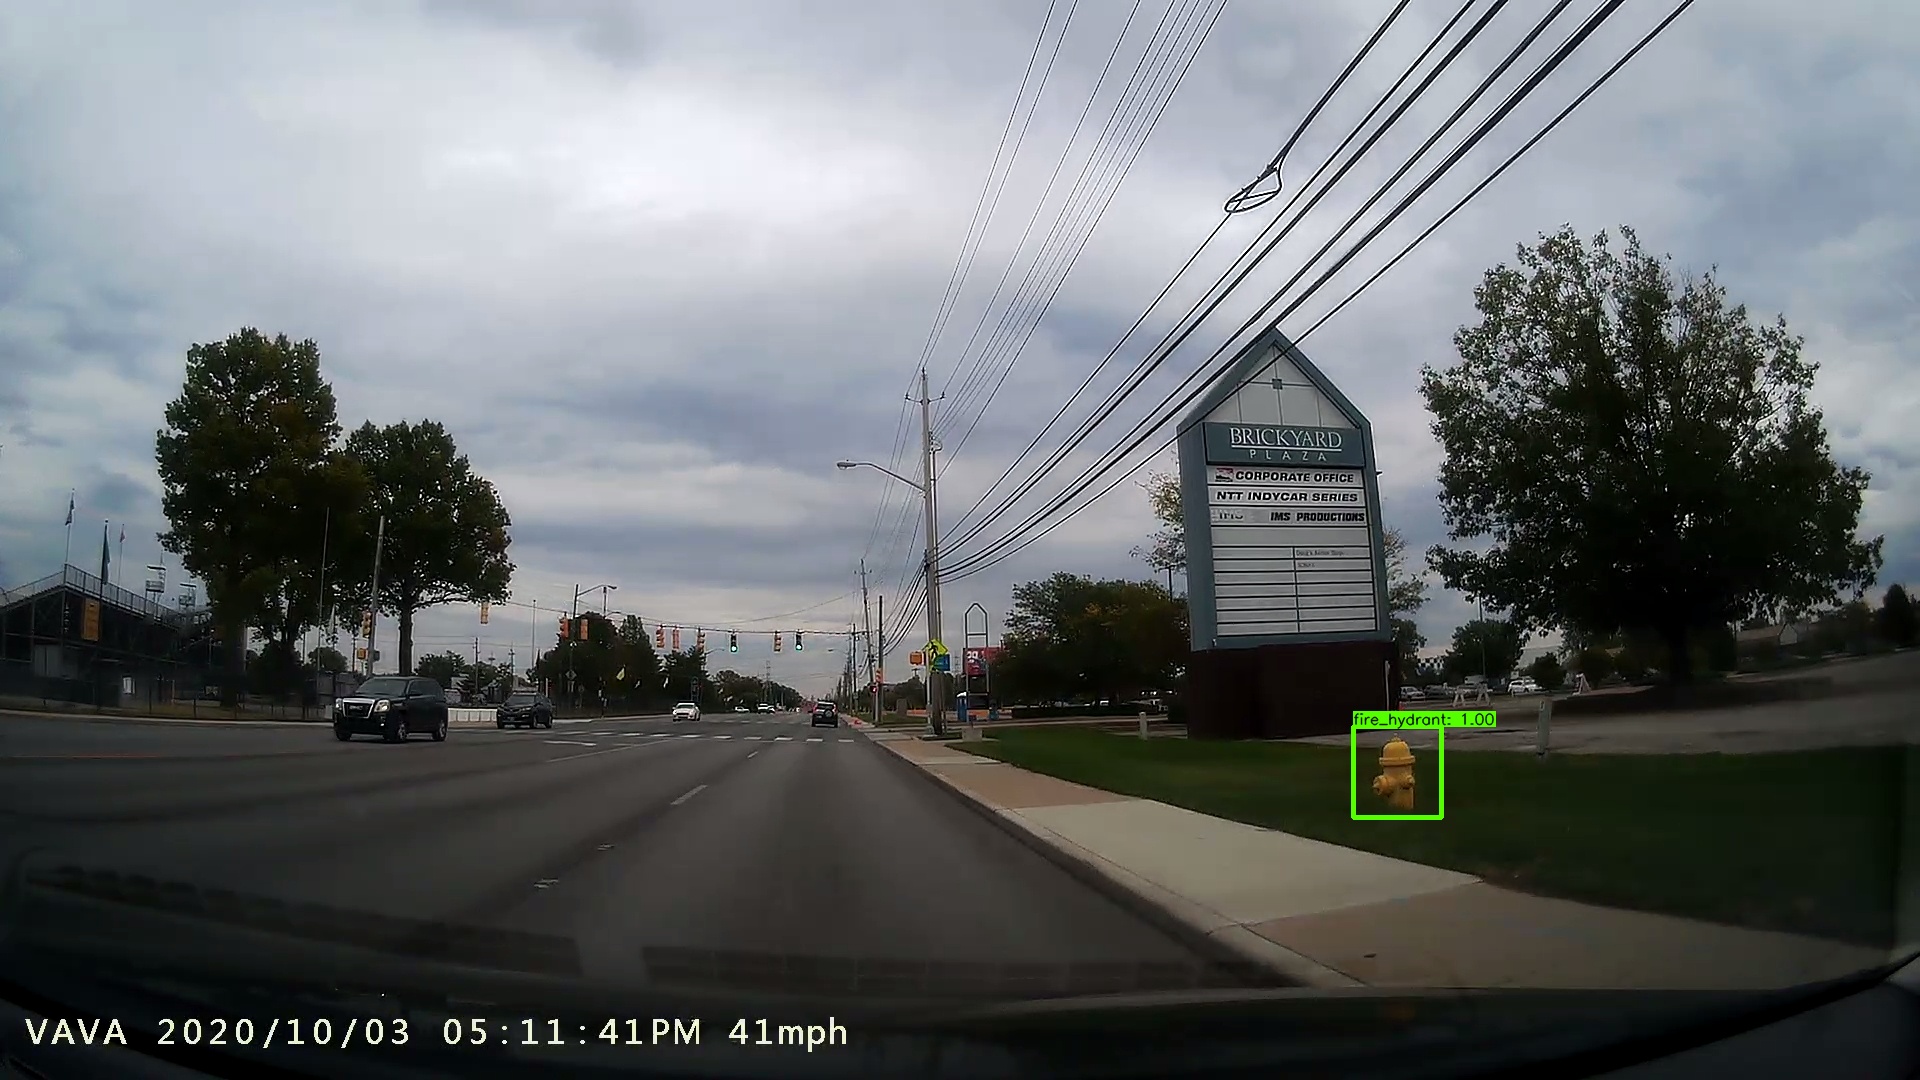 BRICKYARD
PLAZA
CORPORATE OFFICE
NTT INDYCAR SERIES
IMS PRODUCTIONS
fire_hydrant: 1.00
VAVA 2020/10/03 05:11:41PM 41mph